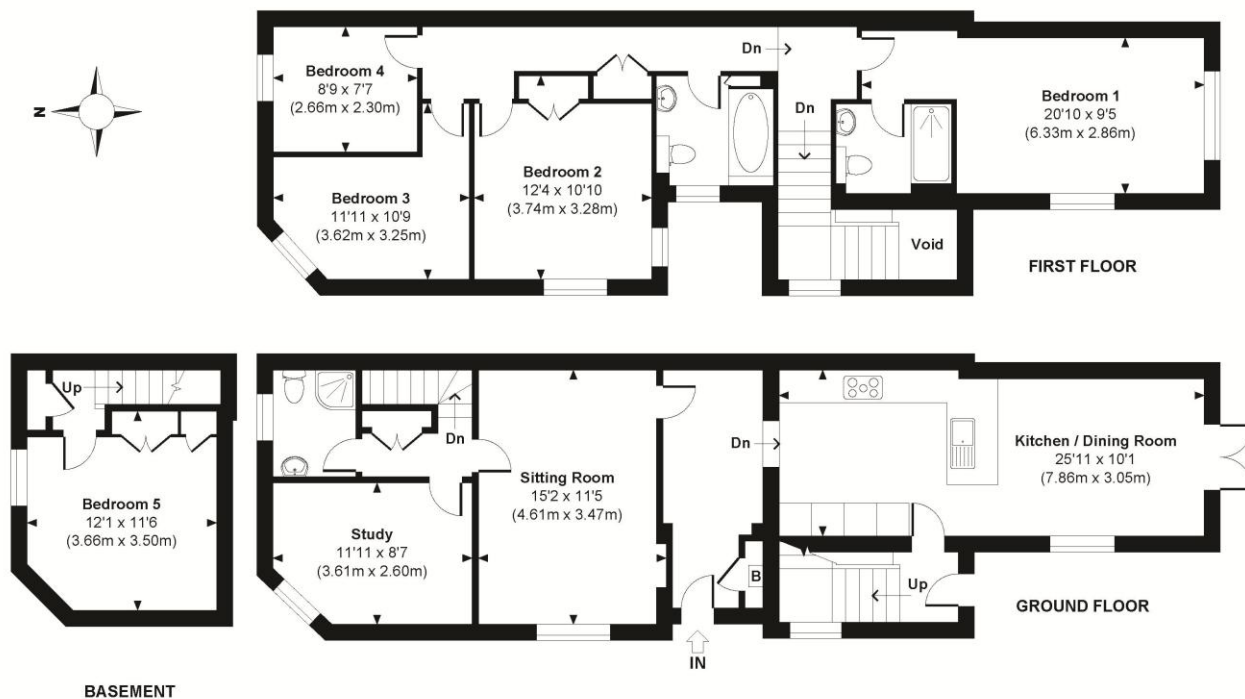 N
Bedroom 4
8'9 x 7'7
(2.66m x 2.30m)
Bedroom 3
11'11 x 10'9
(3.62m x 3.25m)
Bedroom 2
12'4 x 10'10
(3.74m x 3.28m)
Dn
Dn
Bedroom 1
20'10 x 9'5
(6.33m x 2.86m)
Void
FIRST FLOOR
Up
Bedroom 5
12'1 x 11'6
(3.66m x 3.50m)
BASEMENT
Dn
Study
11'11 x 8'7
(3.61m x 2.60m)
Sitting Room
15'2 x 11'5
(4.61m x 3.47m)
Dn
B
IN
Kitchen / Dining Room
25'11 x 10'1
(7.86m x 3.05m)
Up
GROUND FLOOR